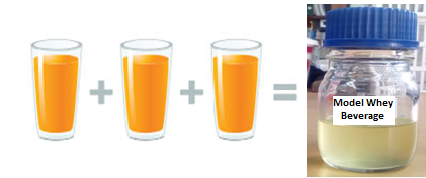 + + =
Model Whey
Beverage